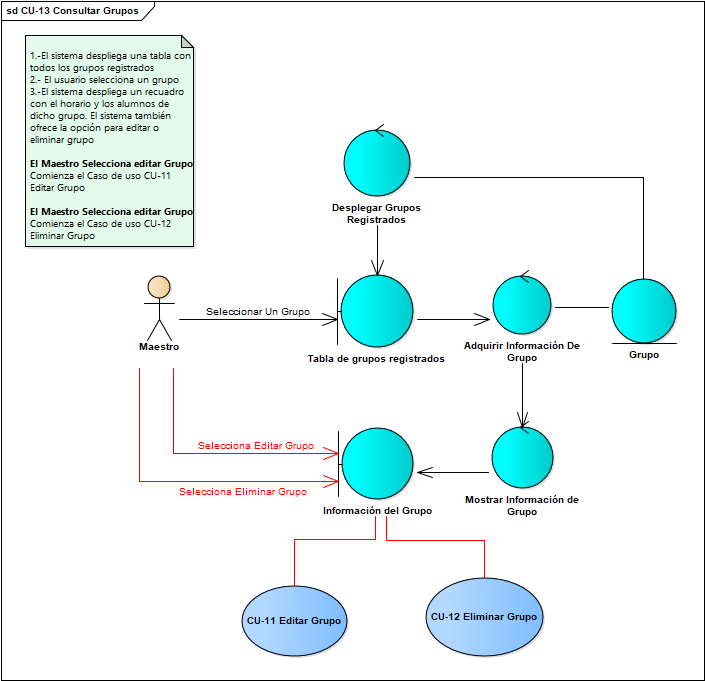 sd CU-13 Consultar Grupos
1.-El sistema despliega una tabla con
todos los grupos registrados
2.- El usuario selecciona un grupo
3.-El sistema despliega un recuadro
con el horario y los alumnos de
dicho grupo. El sistema también
ofrece la opción para editar o
eliminar grupo
El Maestro Selecciona editar Grupo
Comienza el Caso de uso CU-11
Editar Grupo
El Maestro Selecciona editar Grupo
Comienza el Caso de uso CU-12
Eliminar Grupo
Desplegar Grupos
Registrados
Seleccionar Un Grupo
Maestro
Tabla de grupos registrados
Adquirir Información De
Grupo
Grupo
Selecciona Editar Grupo
Selecciona Eliminar Grupo
Información del Grupo
Mostrar Información de
Grupo
CU-11 Editar Grupo
CU-12 Eliminar Grupo